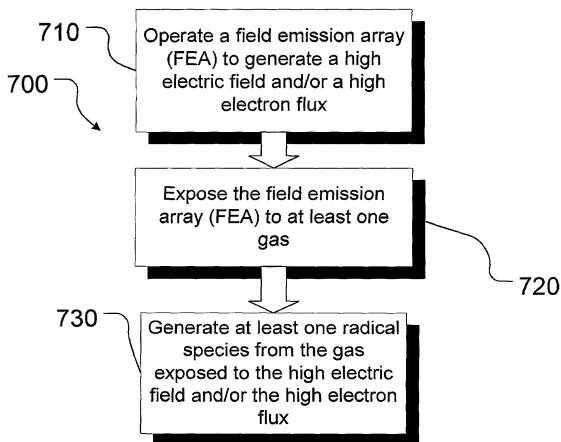 710
Operate a field emission array
(FEA) to generate a high
electric field and/or a high
electron flux
700
Expose the field emission
array (FEA) to at least one
gas
720
730
Generate at least one radical
species from the gas
exposed to the high electric
field and/or the high electron
flux